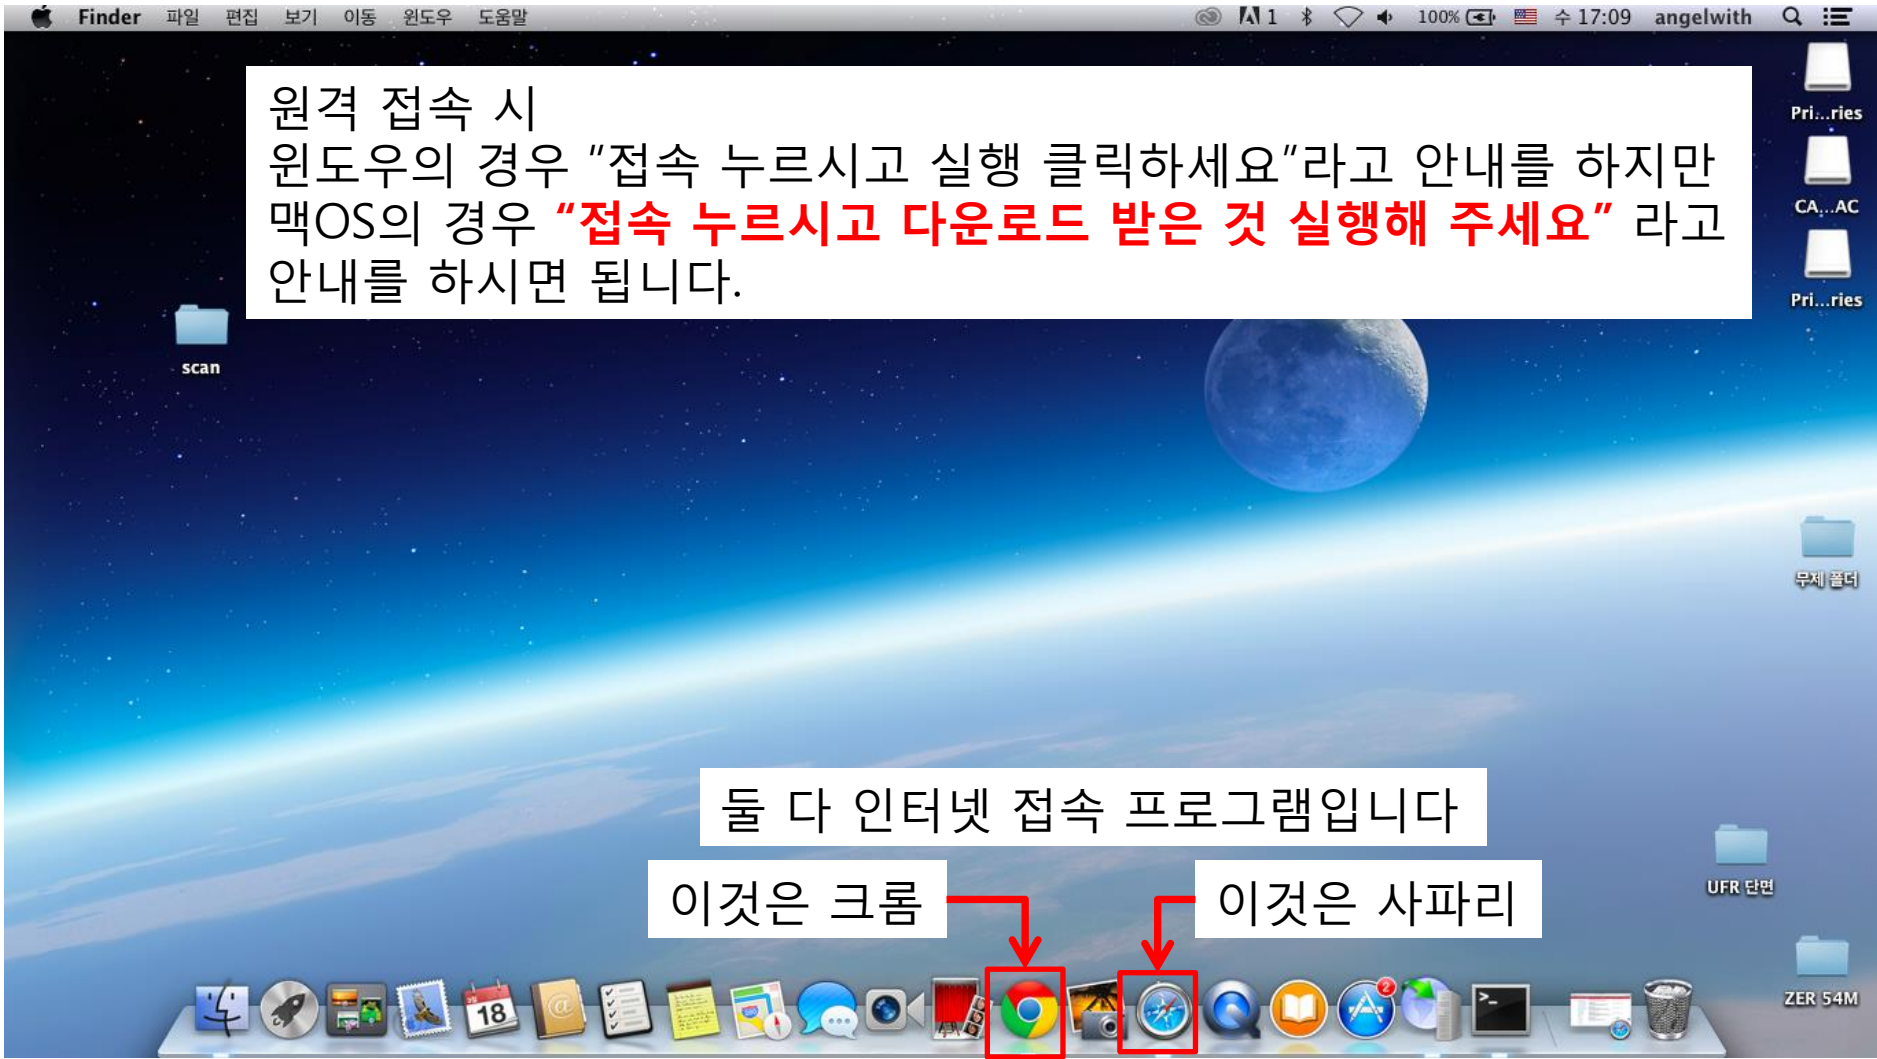 Finder 파일 편집 보기 이동 윈도우 도움말
1 100% 수 17:09 angelwith
원격 접속 시
윈도우의 경우 "접속 누르시고 실행 클릭하세요"라고 안내를 하지만
맥OS의 경우 “접속 누르시고 다운로드 받은 것 실행해 주세요” 라고
안내를 하시면 됩니다.
Pri...ries
CA...AC
Pri...ries
scan
무제 폴더
둘 다 인터넷 접속 프로그램입니다
이것은 크롬
이것은 사파리
UFR 단면
ZER 54M
18
2